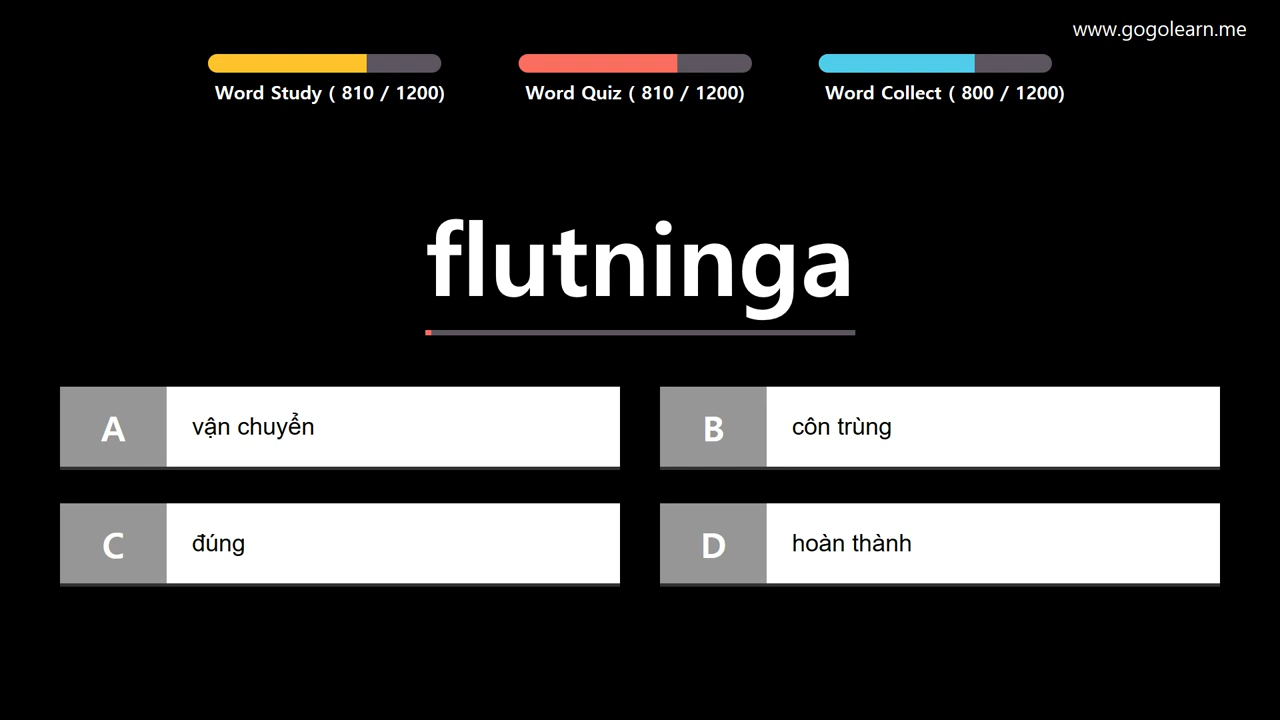 www.gogolearn.me
Word Study ( 810 / 1200)
Word Quiz ( 810 / 1200)
Word Collect ( 800 / 1200)
flutninga
A
vận chuyển
B
côn trùng
C
đúng
D
hoàn thành